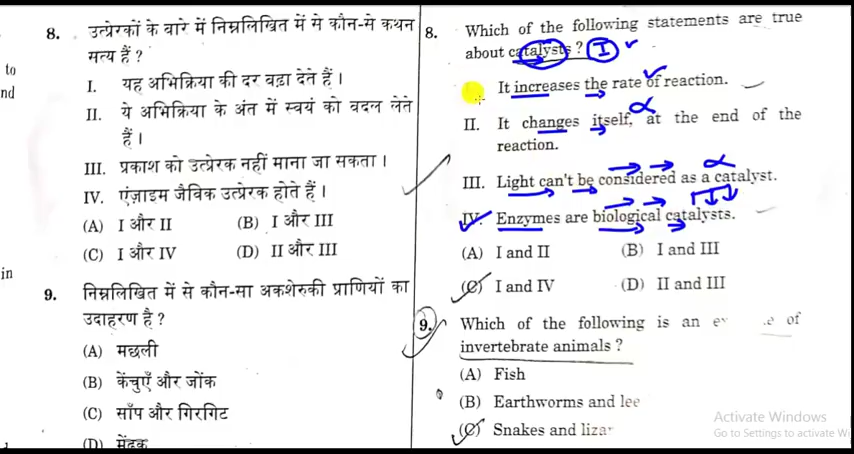 to
nd
in
8. उत्प्रेरकों के बारे में निम्नलिखित में से कौन-से कथन
सत्य हैं ?
I. यह अभिक्रिया की दर बढ़ा देते हैं ।
II. ये अभिक्रिया के अंत में स्वयं को बदल लेते
हैं ।
III. प्रकाश को उत्प्रेरक नहीं माना जा सकता ।
IV. एंज़ाइम जैविक उत्प्रेरक होते हैं ।
(A) I और II (B) I और III
(C) I और IV (D) II और III
9. निम्नलिखित में से कौन-सा अकशेरुकी प्राणियों का
उदाहरण है ?
(A) मछली
(B) केंचुएँ और जोंक
(C) साँप और गिरगिट
(D) मेंढक
8. Which of the following statements are true
about catalysts ? I
It increases the rate of reaction.
II. It changes itself, at the end of the
reaction.
III. Light can't be considered as a catalyst.
IV. Enzymes are biological catalysts.
(A) I and II (B) I and III
(C) I and IV (D) II and III
9. Which of the following is an of
invertebrate animals ?
(A) Fish
(B) Earthworms and
(C) Snakes and
Activate Windows
Go to Settings to activate